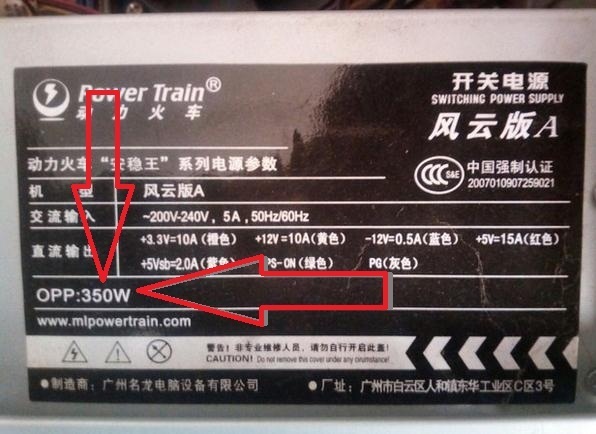 Power Train®
动力火车
开关电源
SWITCHING POWER SUPPLY
风云版A
动力火车“安稳王”系列电源参数
S&E
中国强制认证
2007010907259021
机 型 风云版A
交流输入 ~200V-240V, 5A, 50Hz/60Hz
直流输出 +3.3V=10A(橙色) +12V=10A(黄色) -12V=0.5A(蓝色) +5V=15A(红色)
+5Vsb=2.0A(紫色) PS-ON(绿色) PG(灰色)
OPP:350W
www.mlpowertrain.com
警告! 非专业维修人员, 请勿自行开启此盖!
CAUTION! Do not remove this cover under any cirumstance!
●制造商: 广州名龙电脑设备有限公司 ●厂址: 广州市白云区人和镇东华工业区C区3号